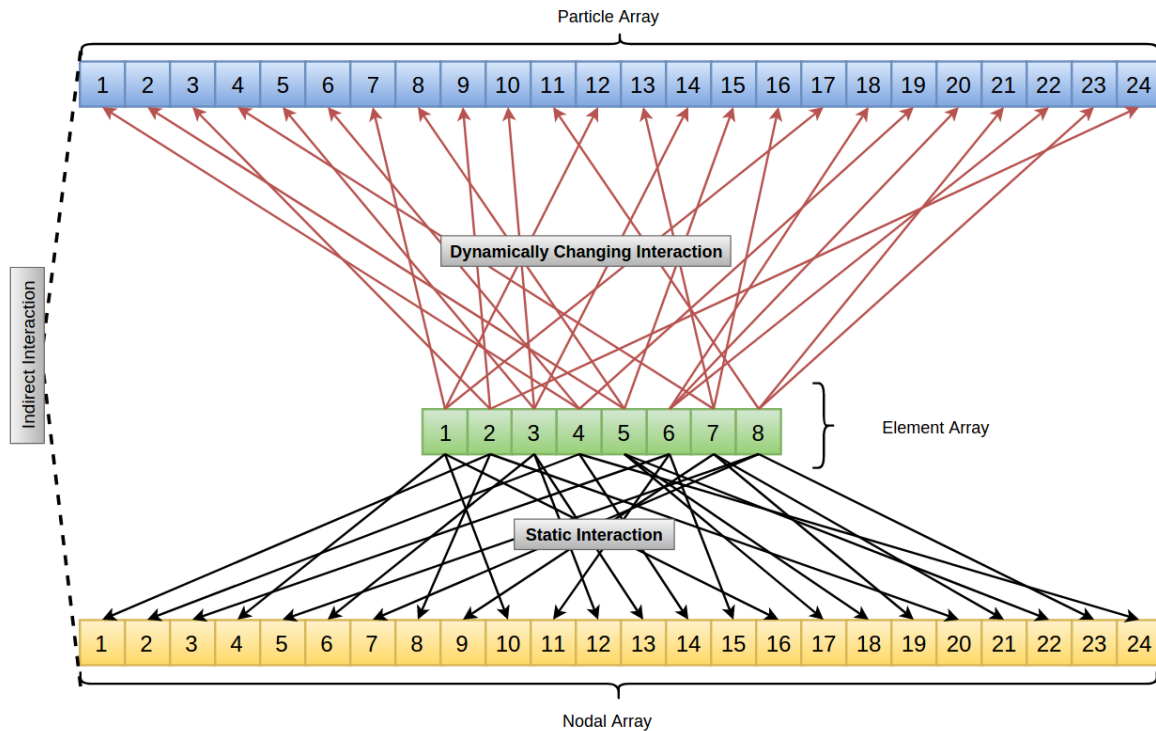 Particle Array
1 2 3 4 5 6 7 8 9 10 11 12 13 14 15 16 17 18 19 20 21 22 23 24
Dynamically Changing Interaction
Indirect Interaction
1 2 3 4 5 6 7 8
Element Array
Static Interaction
1 2 3 4 5 6 7 8 9 10 11 12 13 14 15 16 17 18 19 20 21 22 23 24
Nodal Array